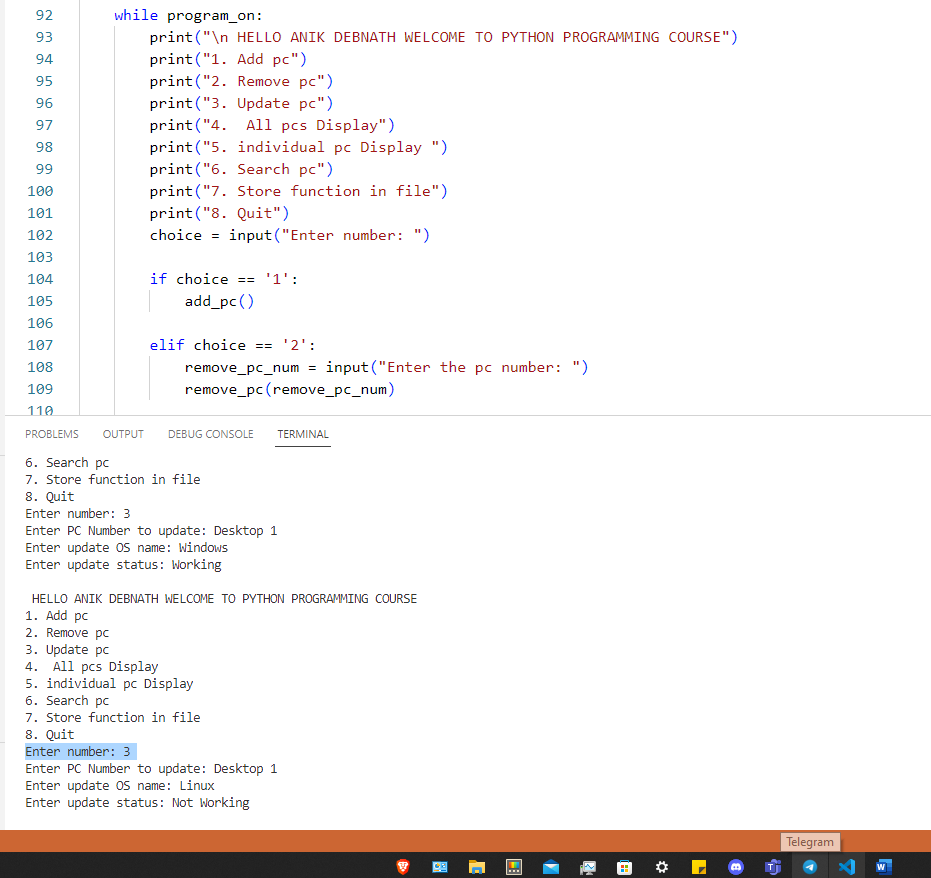 92 while program_on:
93 print("\n HELLO ANIK DEBNATH WELCOME TO PYTHON PROGRAMMING COURSE")
94 print("1. Add pc")
95 print("2. Remove pc")
96 print("3. Update pc")
97 print("4.  All pcs Display")
98 print("5. individual pc Display ")
99 print("6. Search pc")
100 print("7. Store function in file")
101 print("8. Quit")
102 choice = input("Enter number: ")
103
104 if choice == '1':
105 add_pc()
106
107 elif choice == '2':
108 remove_pc_num = input("Enter the pc number: ")
109 remove_pc(remove_pc_num)
110
PROBLEMS OUTPUT DEBUG CONSOLE TERMINAL
6. Search pc
7. Store function in file
8. Quit
Enter number: 3
Enter PC Number to update: Desktop 1
Enter update OS name: Windows
Enter update status: Working
HELLO ANIK DEBNATH WELCOME TO PYTHON PROGRAMMING COURSE
1. Add pc
2. Remove pc
3. Update pc
4.  All pcs Display
5. individual pc Display
6. Search pc
7. Store function in file
8. Quit
Enter number: 3
Enter PC Number to update: Desktop 1
Enter update OS name: Linux
Enter update status: Not Working
Telegram